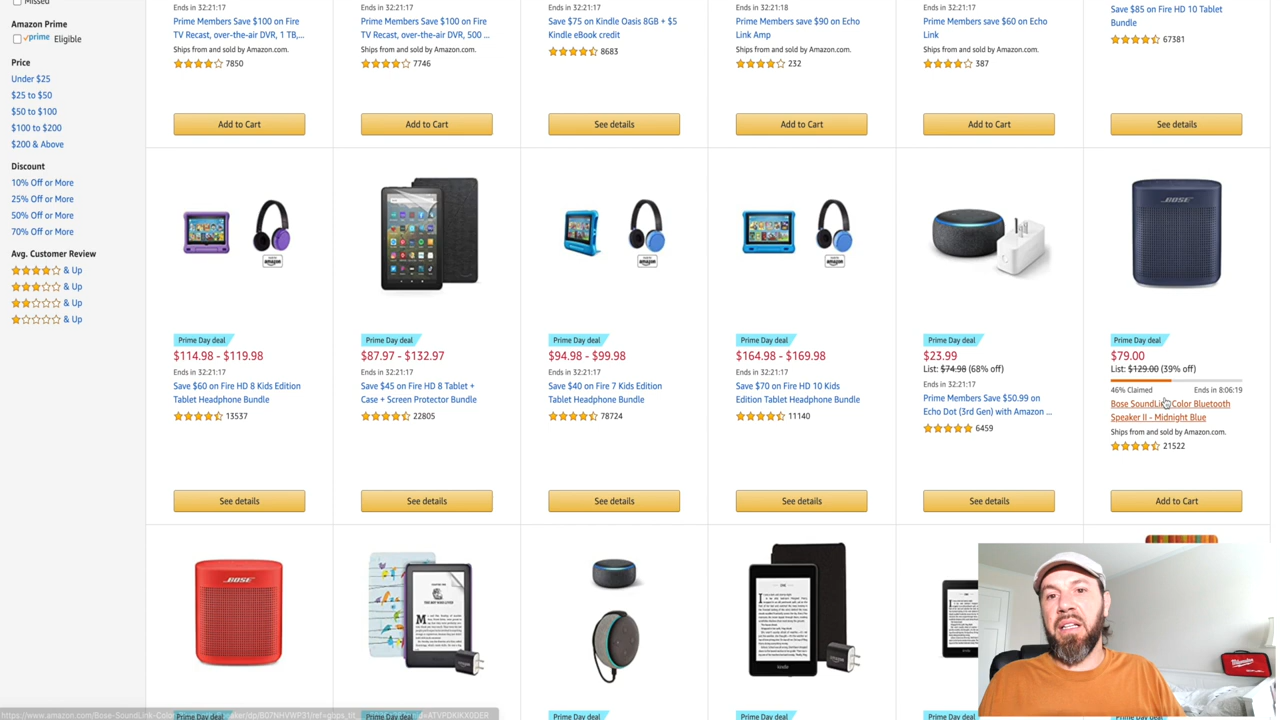 Missed
Amazon Prime
prime Eligible
Price
Under $25
$25 to $50
$50 to $100
$100 to $200
$200 & Above
Discount
10% Off or More
25% Off or More
50% Off or More
70% Off or More
Avg. Customer Review
& Up
& Up
& Up
& Up
Ends in 32:21:17
Prime Members Save $100 on Fire
TV Recast, over-the-air DVR, 1 TB,...
Ships from and sold by Amazon.com.
7850
Add to Cart
Ends in 32:21:17
Prime Members Save $100 on Fire
TV Recast, over-the-air DVR, 500 ...
Ships from and sold by Amazon.com.
7746
Add to Cart
Ends in 32:21:17
Save $75 on Kindle Oasis 8GB + $5
Kindle eBook credit
8683
See details
Ends in 32:21:18
Prime Members save $90 on Echo
Link Amp
Ships from and sold by Amazon.com.
232
Add to Cart
Ends in 32:21:17
Prime Members save $60 on Echo
Link
Ships from and sold by Amazon.com.
387
Add to Cart
Save $85 on Fire HD 10 Tablet
Bundle
67381
See details
Prime Day deal
$114.98 - $119.98
Ends in 32:21:17
Save $60 on Fire HD 8 Kids Edition
Tablet Headphone Bundle
13537
See details
Prime Day deal
$87.97 - $132.97
Ends in 32:21:17
Save $45 on Fire HD 8 Tablet +
Case + Screen Protector Bundle
22805
See details
Prime Day deal
$94.98 - $99.98
Ends in 32:21:17
Save $40 on Fire 7 Kids Edition
Tablet Headphone Bundle
78724
See details
Prime Day deal
$164.98 - $169.98
Ends in 32:21:17
Save $70 on Fire HD 10 Kids
Edition Tablet Headphone Bundle
11140
See details
Prime Day deal
$23.99
List: $74.98 (68% off)
Ends in 32:21:17
Prime Members Save $50.99 on
Echo Dot (3rd Gen) with Amazon ...
6459
See details
BOSE
Prime Day deal
$79.00
List: $129.00 (39% off)
46% Claimed Ends in 8:06:19
Bose SoundLink Color Bluetooth
Speaker II - Midnight Blue
Ships from and sold by Amazon.com.
21522
Add to Cart
BOSE
kindle
Milwaukee
Prime Day deal
Prime Day deal
Prime Day deal
Prime Day deal